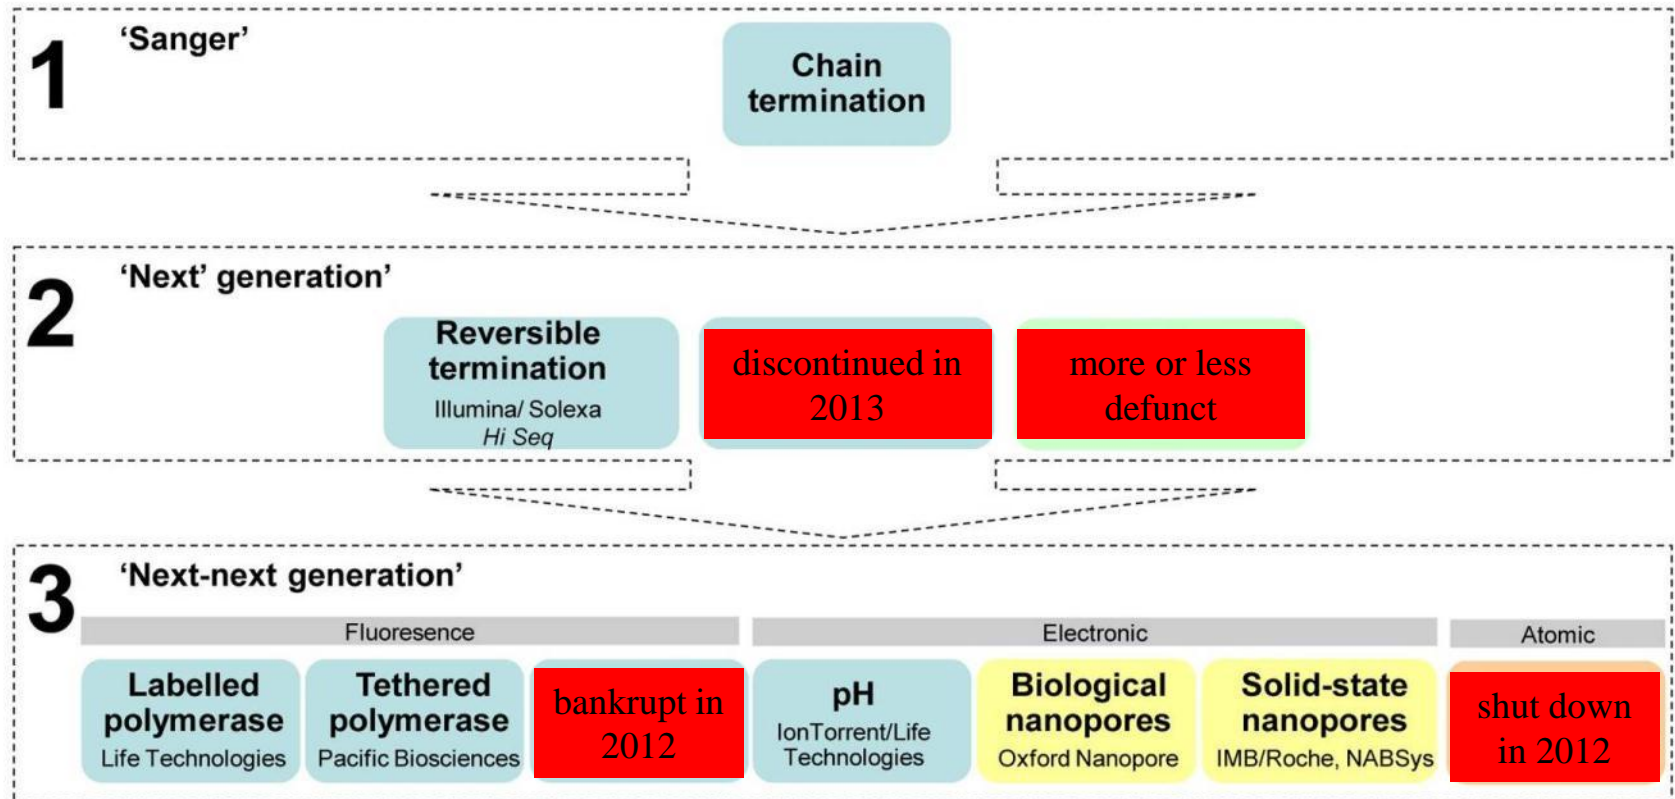 1
‘Sanger’
Chain
termination
2
‘Next’ generation’
Reversible
termination
Illumina/ Solexa
Hi Seq
discontinued in
2013
more or less
defunct
3
‘Next-next generation’
Fluoresence
Electronic
Atomic
Labelled
polymerase
Life Technologies
Tethered
polymerase
Pacific Biosciences
bankrupt in
2012
pH
IonTorrent/Life
Technologies
Biological
nanopores
Oxford Nanopore
Solid-state
nanopores
IMB/Roche, NABSys
shut down
in 2012